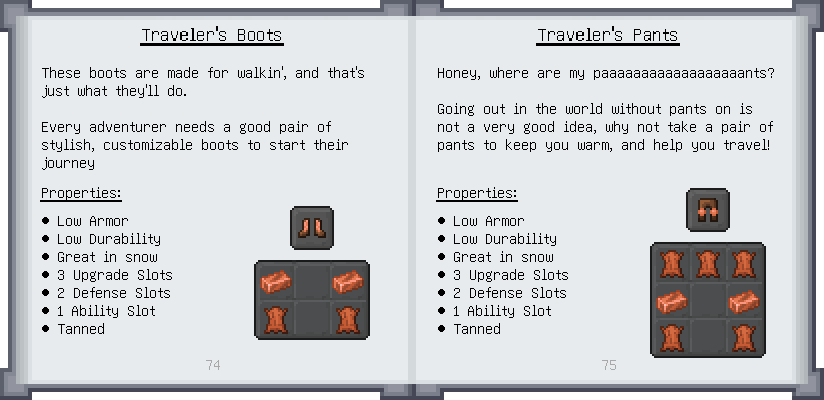 Traveler's Boots
These boots are made for walkin', and that's
just what they'll do.
Every adventurer needs a good pair of
stylish, customizable boots to start their
journey
Properties:
● Low Armor
● Low Durability
● Great in snow
● 3 Upgrade Slots
● 2 Defense Slots
● 1 Ability Slot
● Tanned
74
Traveler's Pants
Honey, where are my paaaaaaaaaaaaaaaaaaants?
Going out in the world without pants on is
not a very good idea, why not take a pair of
pants to keep you warm, and help you travel!
Properties:
● Low Armor
● Low Durability
● Great in snow
● 3 Upgrade Slots
● 2 Defense Slots
● 1 Ability Slot
● Tanned
75